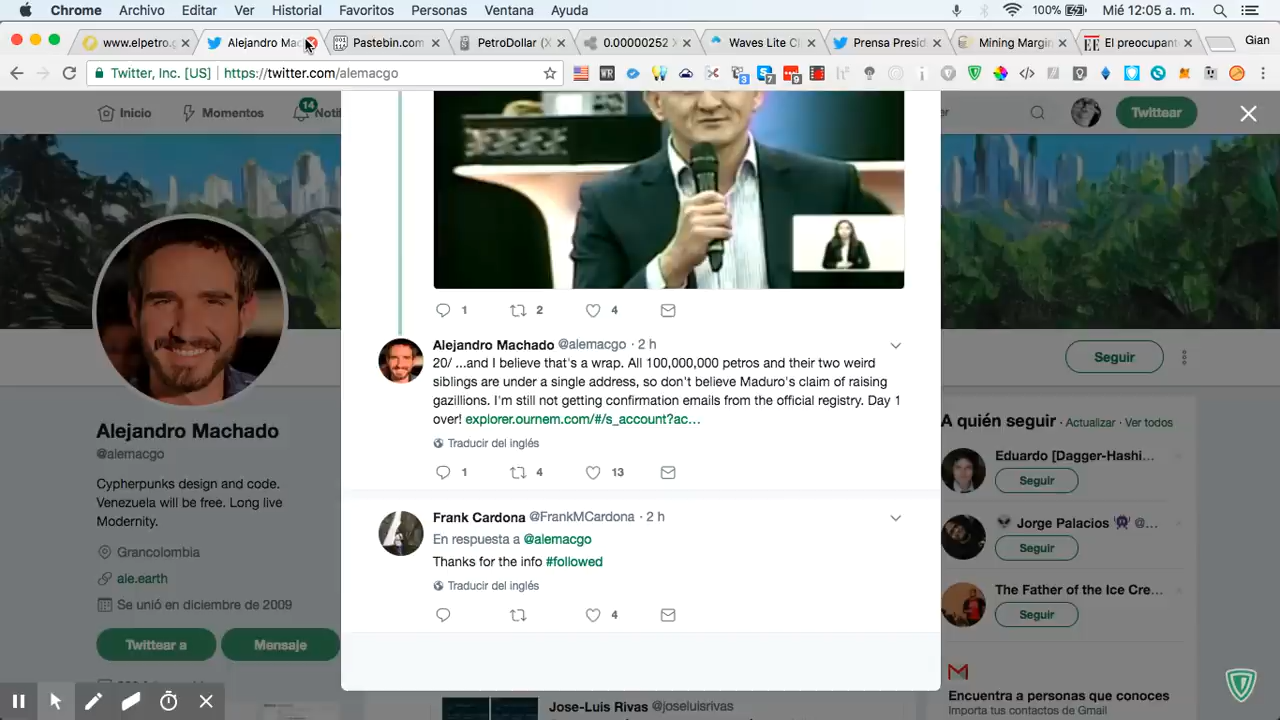 Chrome Archivo Editar Ver Historial Favoritos Personas Ventana Ayuda 100% Mié 12:05 a. m.
www.elpetro.g Alejandro Mac Pastebin.com PetroDollar (X 0.00000252 X Waves Lite Cl Prensa Presid Mining Margin El preocupant Gian
Twitter, Inc. [US] https://twitter.com/alemacgo
WR 3 7 9
Inicio Momentos 14 Noti er Twittear
1 2 4
Seguir
Alejandro Machado
@alemacgo
Cypherpunks design and code.
Venezuela will be free. Long live
Modernity.
Grancolombia
ale.earth
Se unió en diciembre de 2009
Twittear a Mensaje
Alejandro Machado @alemacgo · 2 h
20/ ...and I believe that's a wrap. All 100,000,000 petros and their two weird
siblings are under a single address, so don't believe Maduro's claim of raising
gazillions. I'm still not getting confirmation emails from the official registry. Day 1
over! explorer.ournem.com/#/s_account?ac...
Traducir del inglés
1 4 13
Frank Cardona @FrankMCardona · 2 h
En respuesta a @alemacgo
Thanks for the info #followed
Traducir del inglés
4
A quién seguir · Actualizar · Ver todos
Eduardo [Dagger-Hashi...
Seguir
Jorge Palacios @...
Seguir
The Father of the Ice Cre...
Seguir
Encuentra a personas que conoces
Importa tus contactos de Gmail
Jose-Luis Rivas @joseluisrivas